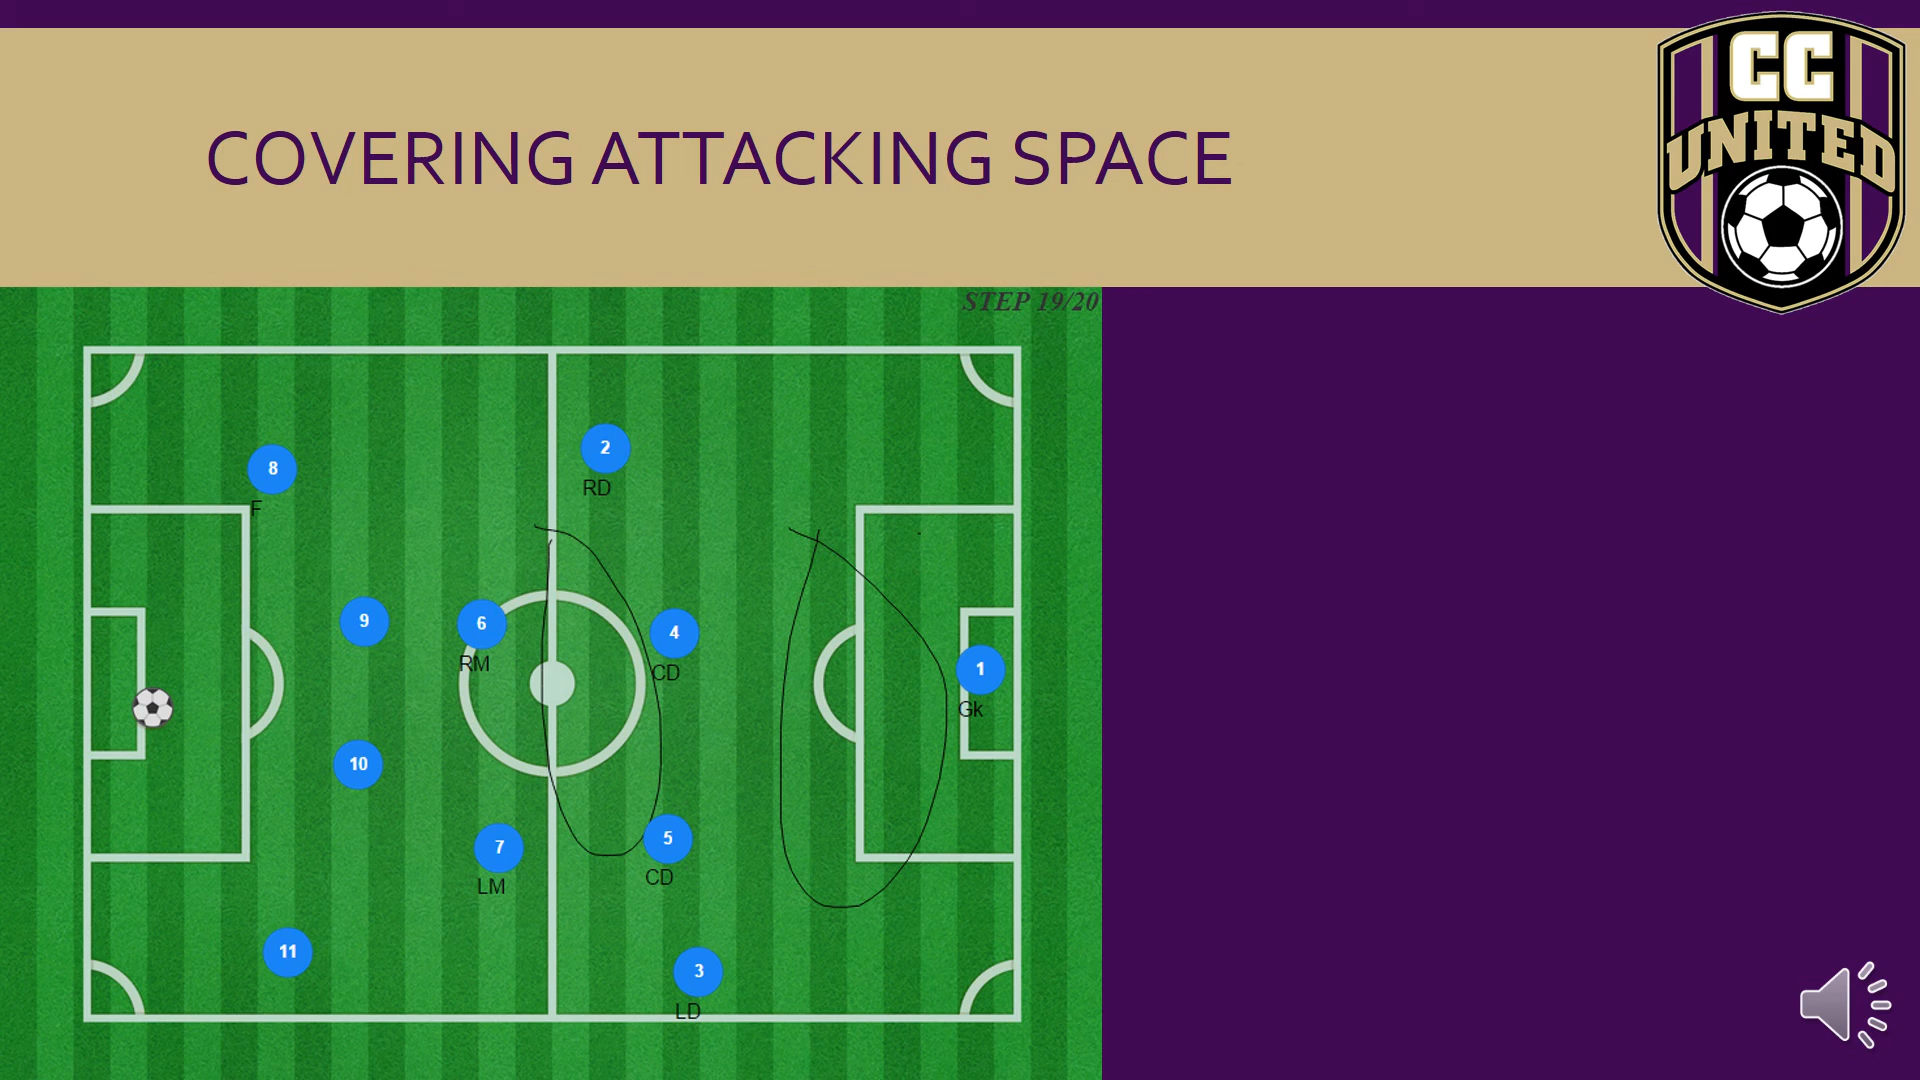 COVERING ATTACKING SPACE
CC
UNITED
STEP 19/20
2
RD
8
F
9
6
RM
4
CD
1
Gk
10
7
LM
5
CD
11
3
LD